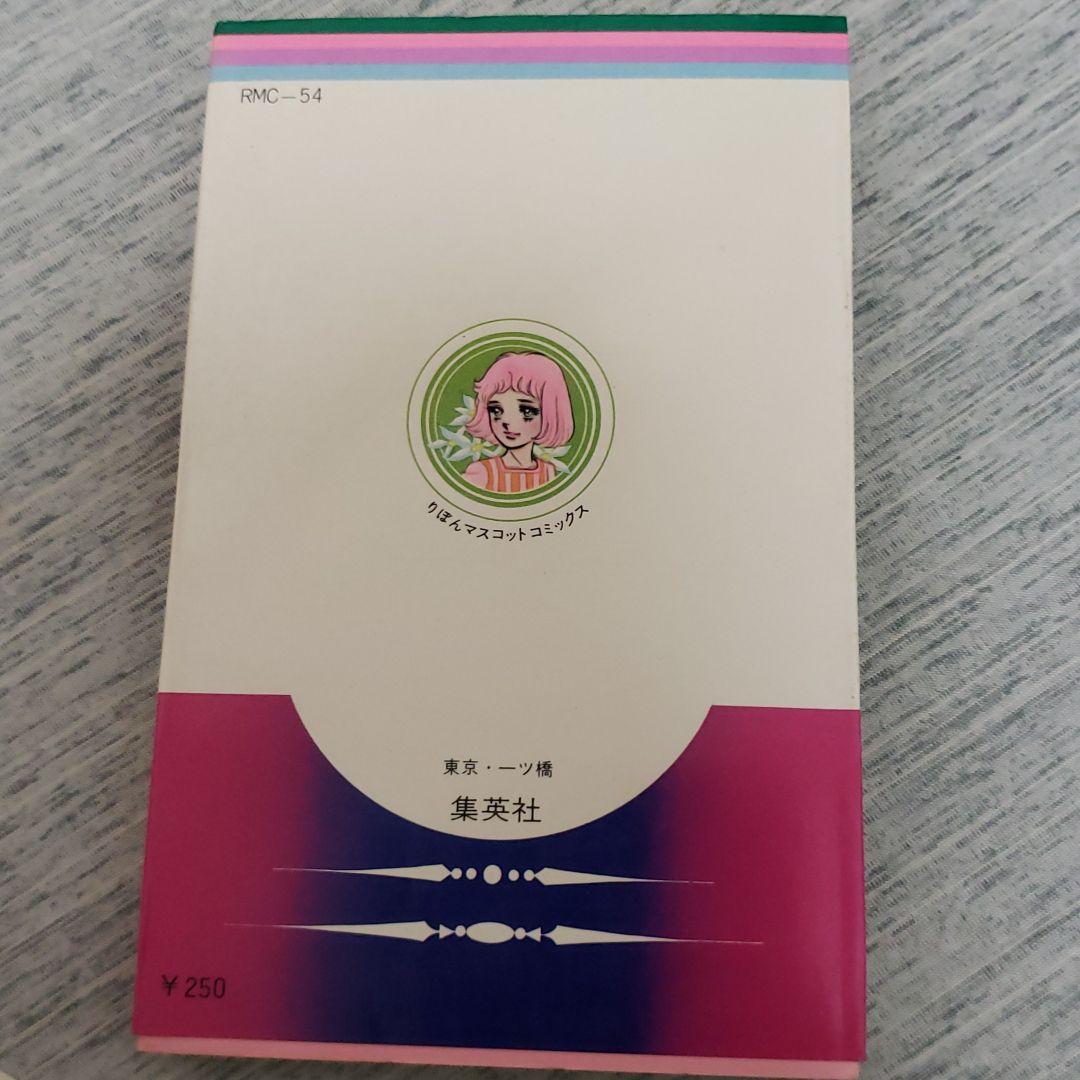 RMC－54
りぼんマスコットコミックス
東京・一ツ橋
集英社
￥250